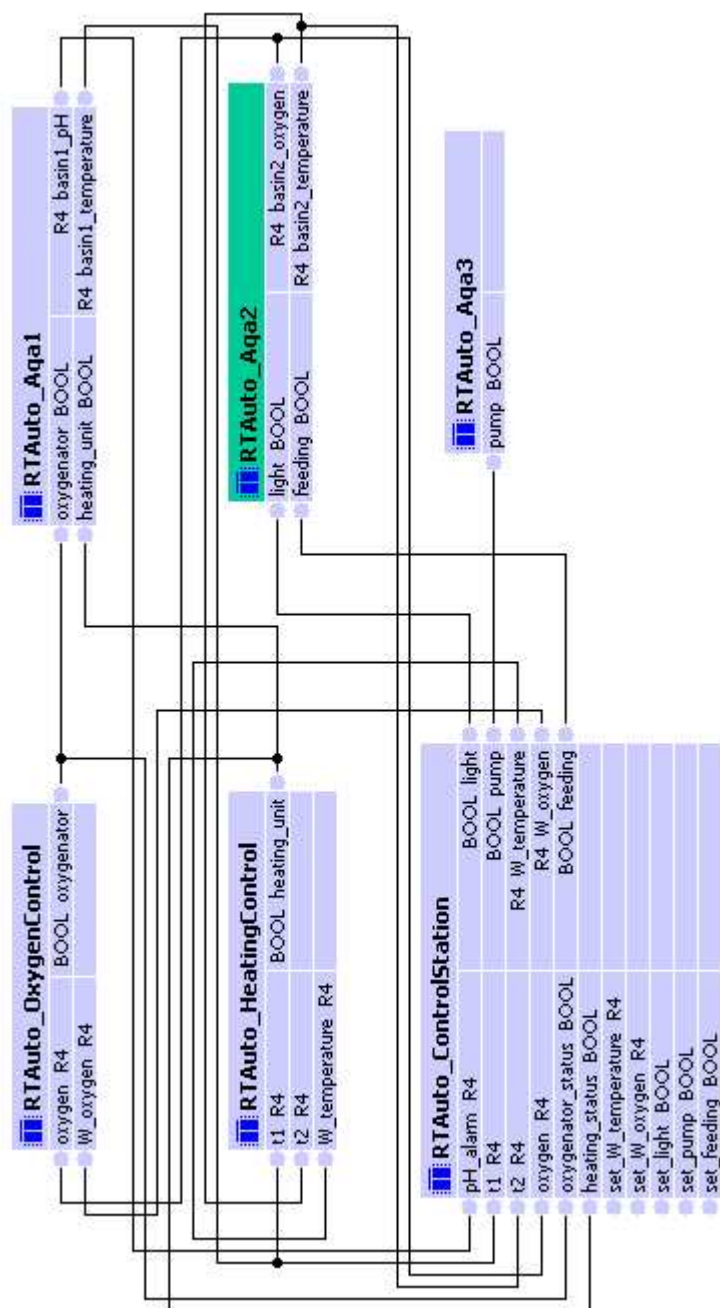 RTAuto_OxygenControl
oxygen R4
BOOL oxygenator
W_oxygen R4
RTAuto_HeatingControl
t1 R4
BOOL heating_unit
t2 R4
W_temperature R4
RTAuto_ControlStation
pH_alarm R4
BOOL light
t1 R4
BOOL pump
t2 R4
R4 W_temperature
oxygen R4
R4 W_oxygen
oxygenator_status BOOL
BOOL feeding
heating_status BOOL
set_W_temperature R4
set_W_oxygen R4
set_light BOOL
set_pump BOOL
set_feeding BOOL
RTAuto_Aqa1
oxygenator BOOL
R4 basin1_pH
heating_unit BOOL
R4 basin1_temperature
RTAuto_Aqa2
light BOOL
R4 basin2_oxygen
feeding BOOL
R4 basin2_temperature
RTAuto_Aqa3
pump BOOL